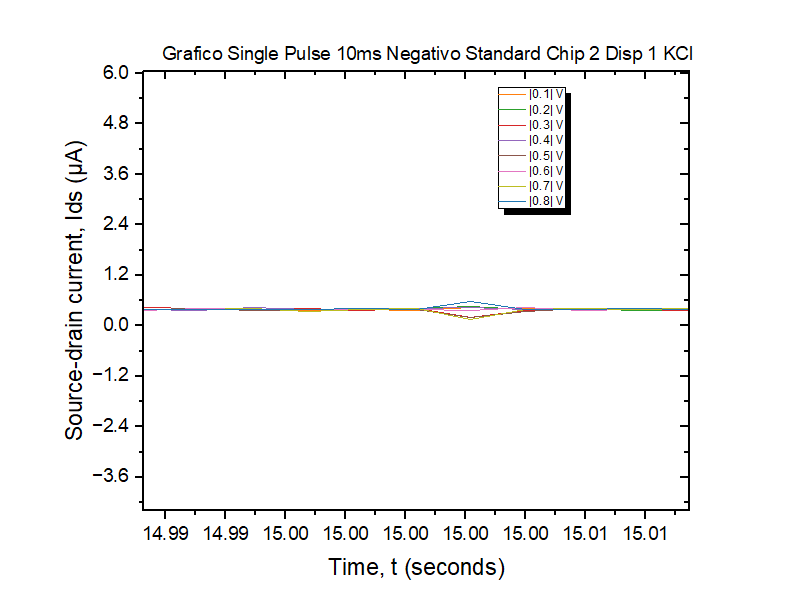 Grafico Single Pulse 10ms Negativo Standard Chip 2 Disp 1 KCl
|0.1| V
|0.2| V
|0.3| V
|0.4| V
|0.5| V
|0.6| V
|0.7| V
|0.8| V
6.0
4.8
3.6
2.4
1.2
0.0
−1.2
−2.4
−3.6
Source-drain current, Ids (µA)
14.99 14.99 15.00 15.00 15.00 15.00 15.00 15.01 15.01
Time, t (seconds)